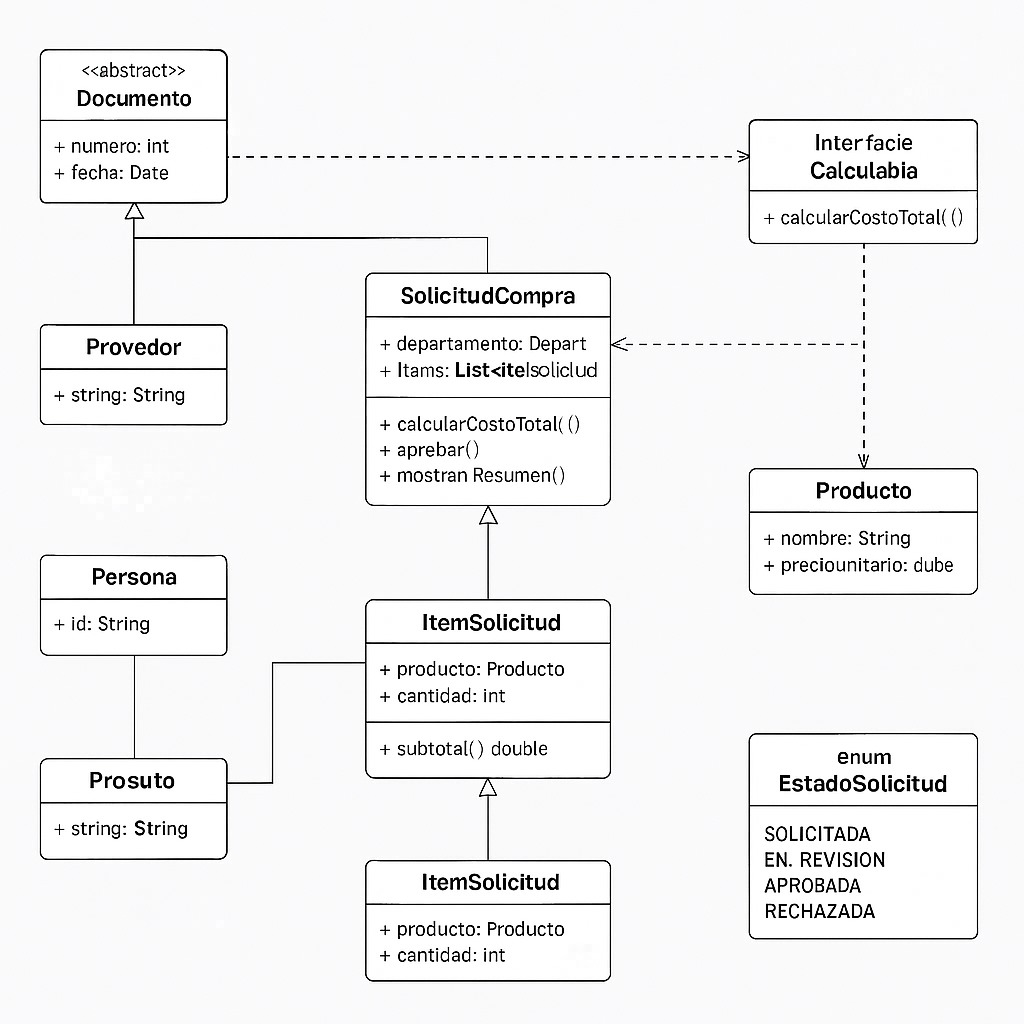 <<abstract>>
Documento
+ numero: int
+ fecha: Date
Interfacie
Calculabia
+ calcularCostoTotal(()
SolicitudCompra
+ departamento: Depart
+ Itams: List<itelsoliclud
+ calcularCostoTotal(()
+ aprebar()
+ mostran Resumen()
Provedor
+ string: String
Producto
+ nombre: String
+ preciounitario: dube
Persona
+ id: String
ItemSolicitud
+ producto: Producto
+ cantidad: int
+ subtotal() double
Prosuto
+ string: String
enum
EstadoSolicitud
SOLICITADA
EN. REVISION
APROBADA
RECHAZADA
ItemSolicitud
+ producto: Producto
+ cantidad: int